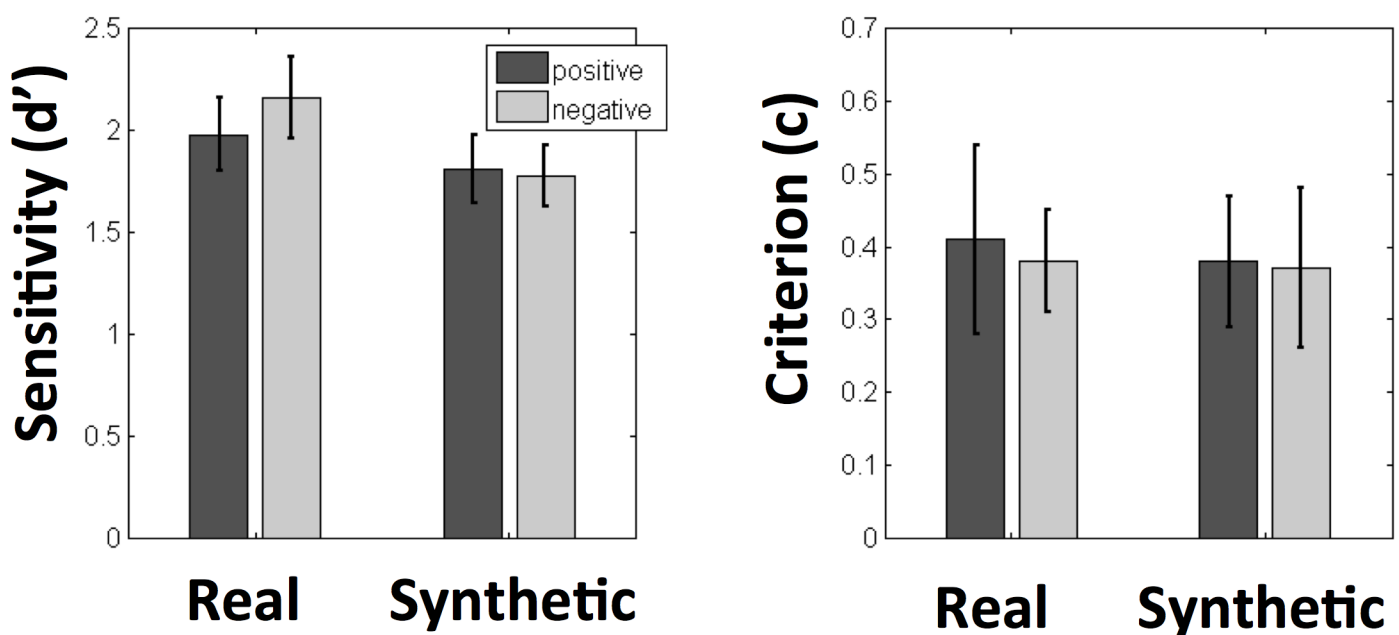 Sensitivity (d’)
2.5
2
1.5
1
0.5
0
positive
negative
Real
Synthetic
Criterion (c)
0.7
0.6
0.5
0.4
0.3
0.2
0.1
0
Real
Synthetic